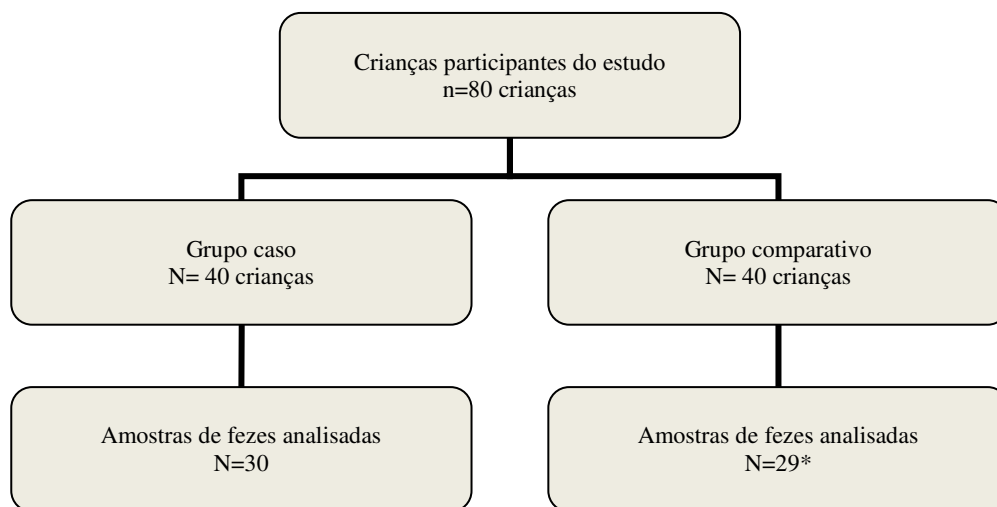 Crianças participantes do estudo
n=80 crianças
Grupo caso
N= 40 crianças
Grupo comparativo
N= 40 crianças
Amostras de fezes analisadas
N=30
Amostras de fezes analisadas
N=29*